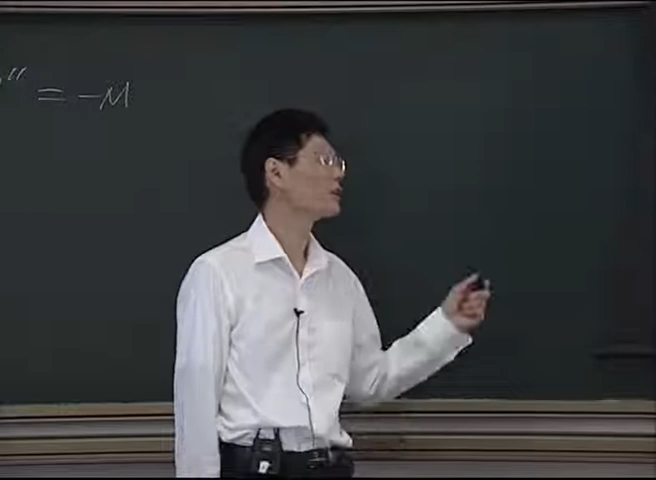 " = -M